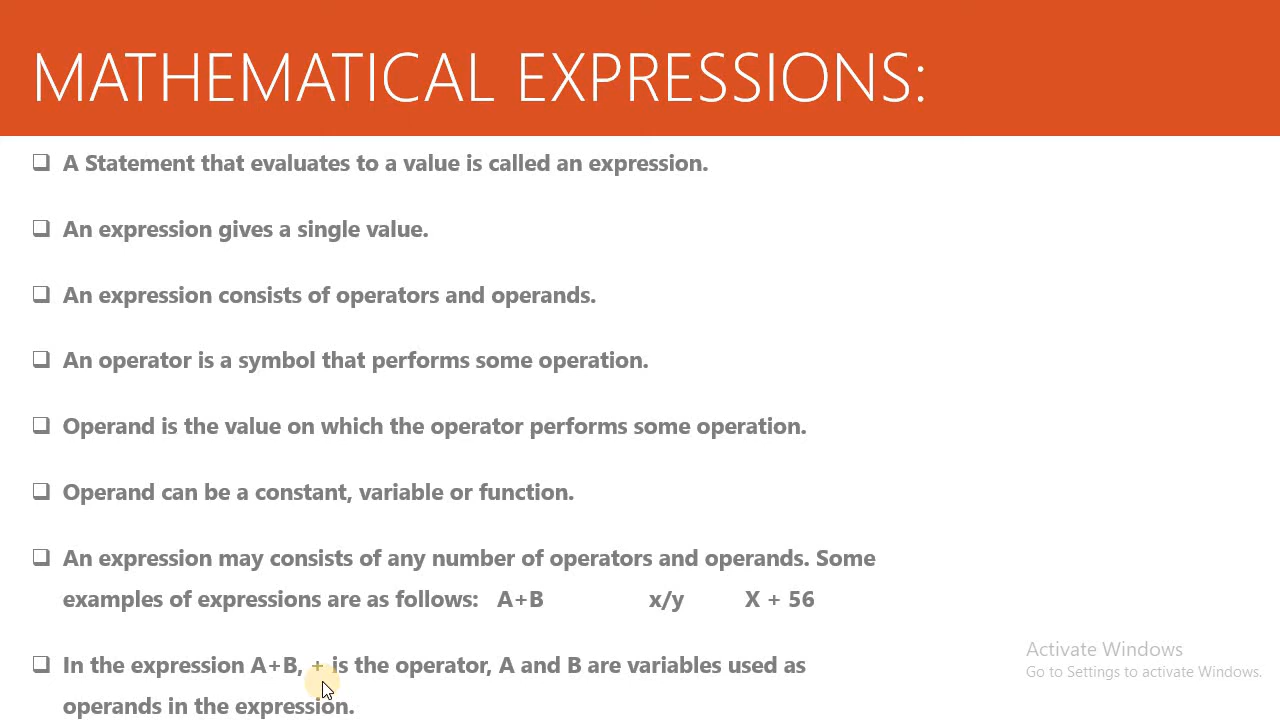 MATHEMATICAL EXPRESSIONS:
A Statement that evaluates to a value is called an expression.
An expression gives a single value.
An expression consists of operators and operands.
An operator is a symbol that performs some operation.
Operand is the value on which the operator performs some operation.
Operand can be a constant, variable or function.
An expression may consists of any number of operators and operands. Some
examples of expressions are as follows: A+B x/y X + 56
In the expression A+B, + is the operator, A and B are variables used as
operands in the expression.
Activate Windows
Go to Settings to activate Windows.